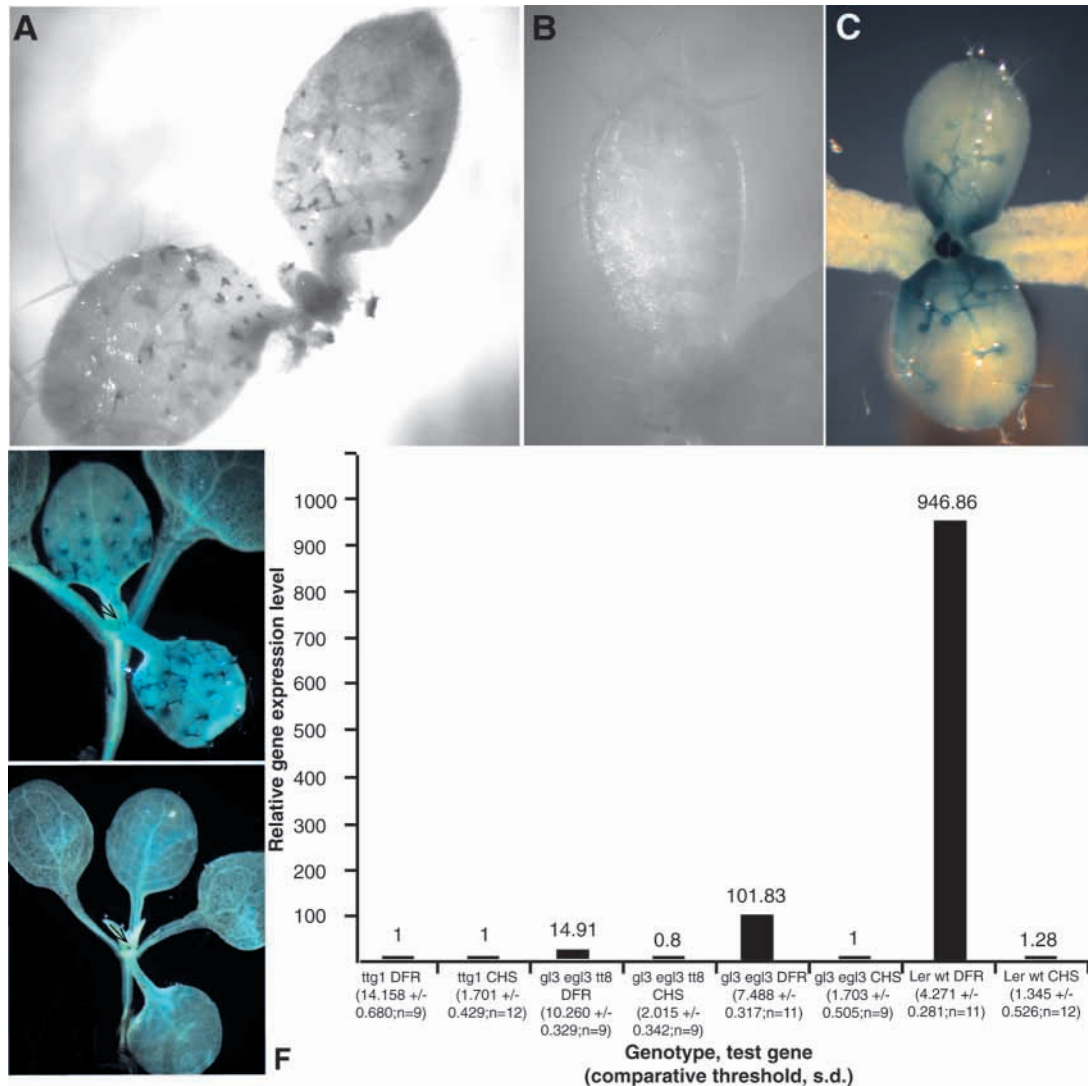 A
B
C
1000
900
800
700
600
500
400
300
200
100
Relative gene expression level
1
1
14.91
0.8
101.83
1
946.86
1.28
ttg1 DFR
(14.158 +/-
0.680;n=9)
ttg1 CHS
(1.701 +/-
0.429;n=12)
gl3 egl3 tt8
DFR
(10.260 +/-
0.329;n=9)
gl3 egl3 tt8
CHS
(2.015 +/-
0.342;n=9)
gl3 egl3 DFR
(7.488 +/-
0.317;n=11)
gl3 egl3 CHS
(1.703 +/-
0.505;n=9)
Ler wt DFR
(4.271 +/-
0.281;n=11)
Ler wt CHS
(1.345 +/-
0.526;n=12)
F
Genotype, test gene
(comparative threshold, s.d.)